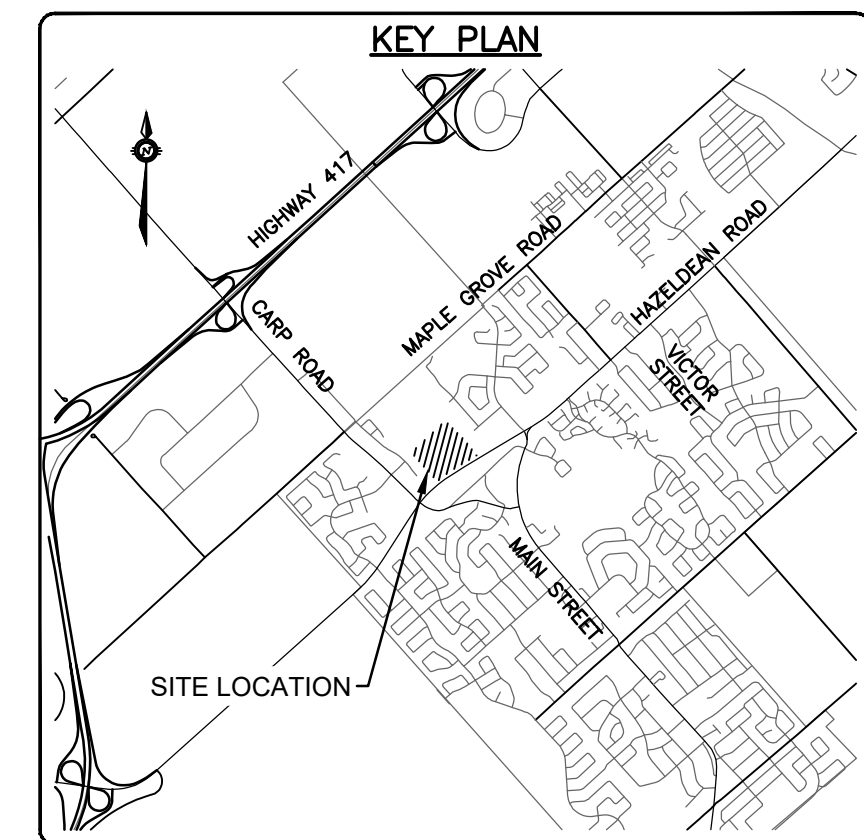 KEY PLAN
N
HIGHWAY 417
MAPLE GROVE ROAD
HAZELDEAN ROAD
CARP ROAD
VICTOR
STREET
MAIN STREET
SITE LOCATION